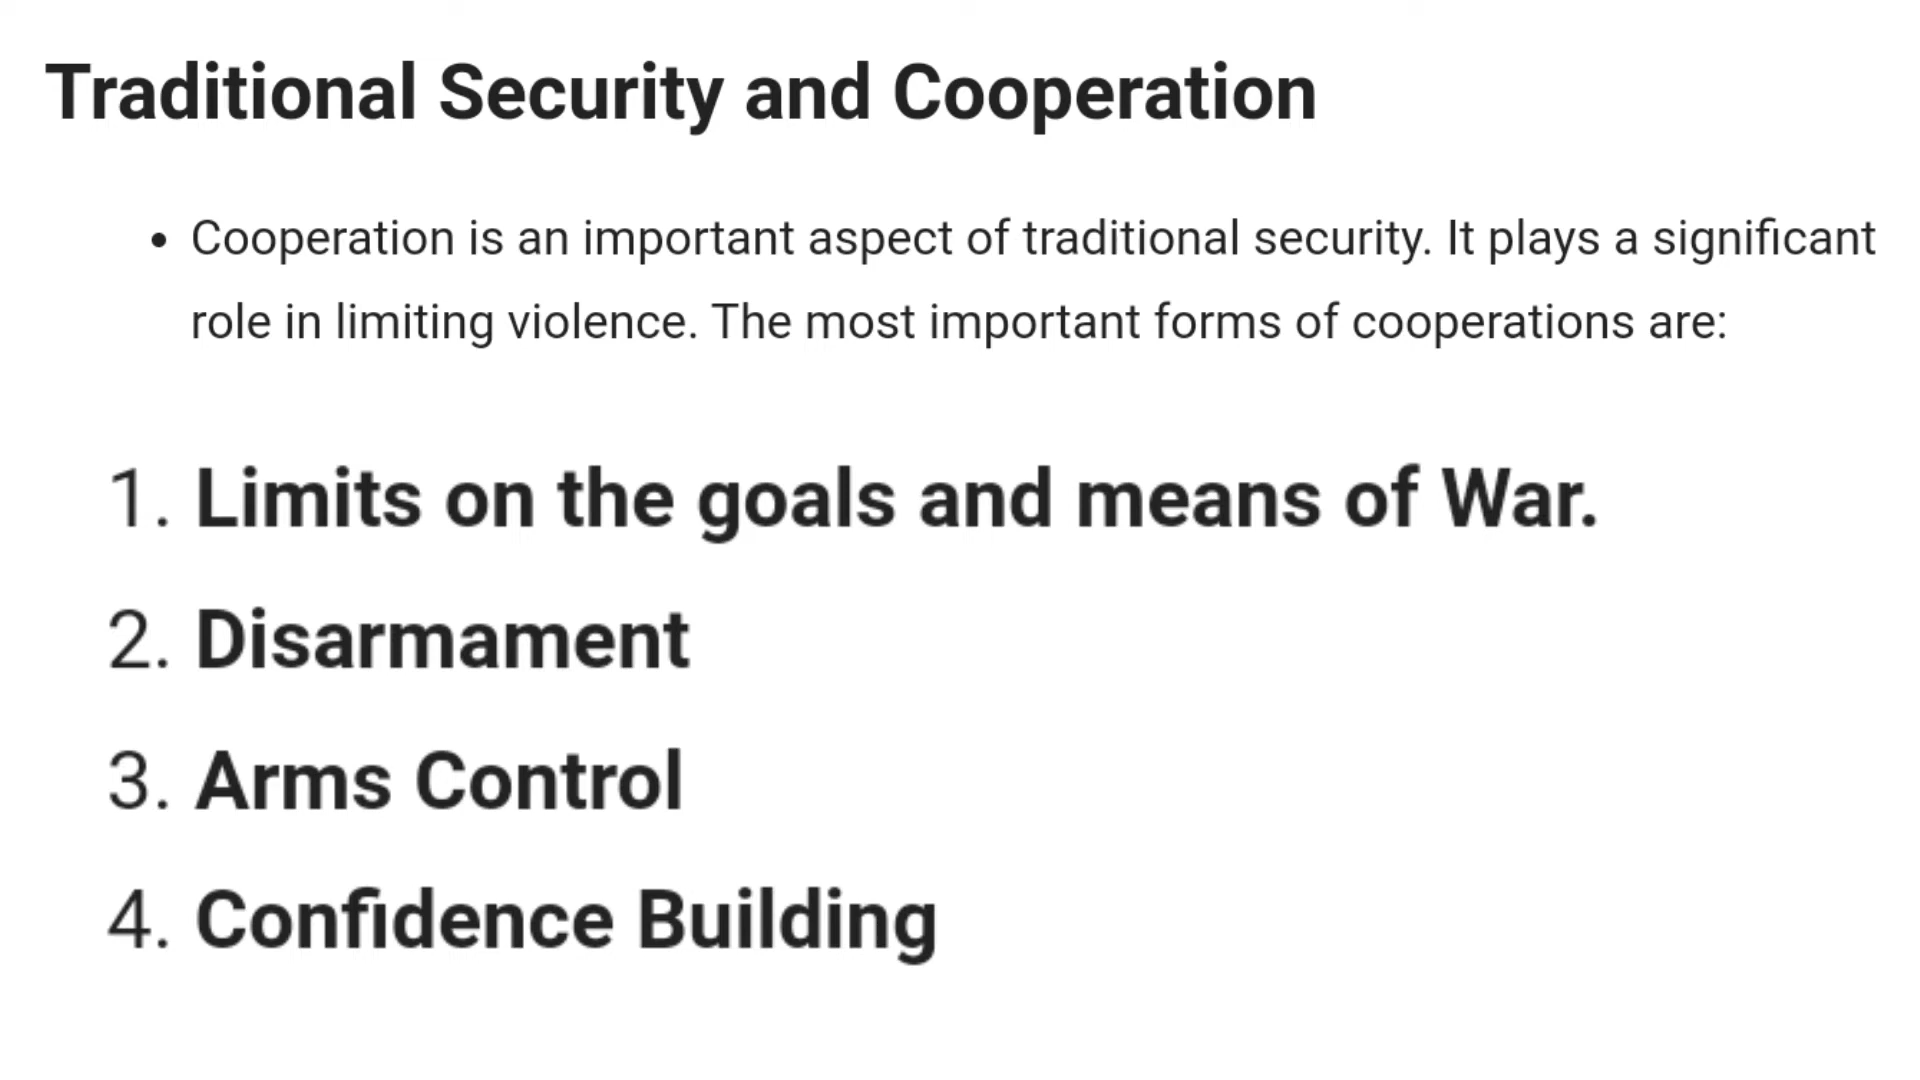 Traditional Security and Cooperation
• Cooperation is an important aspect of traditional security. It plays a significant
role in limiting violence. The most important forms of cooperations are:
1. Limits on the goals and means of War.
2. Disarmament
3. Arms Control
4. Confidence Building